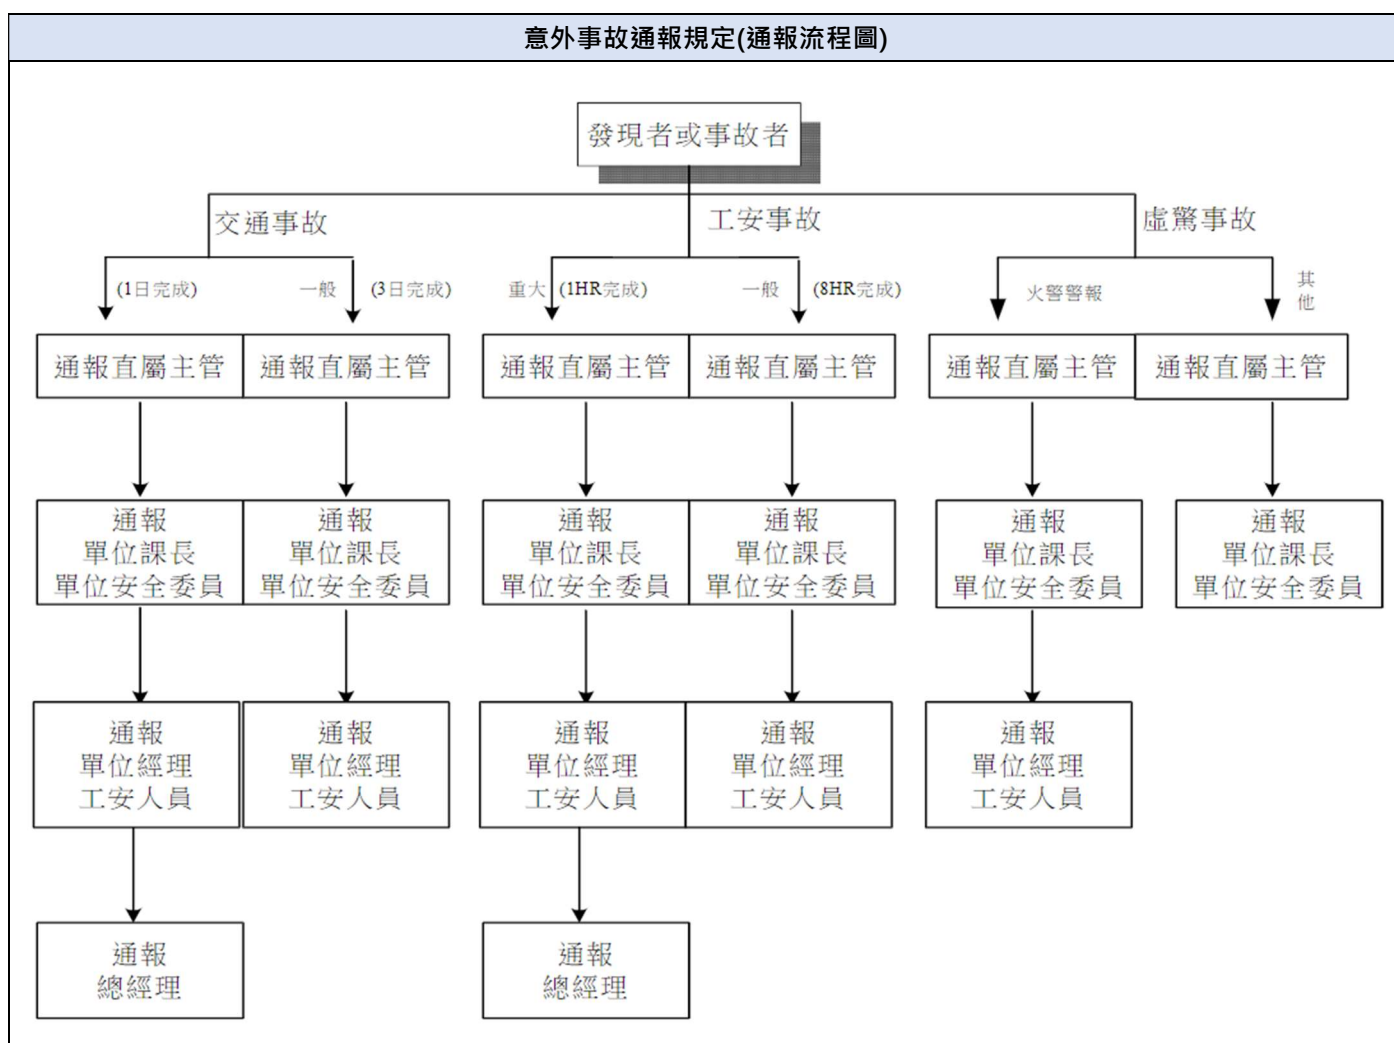 意外事故通報規定(通報流程圖)
發現者或事故者
交通事故
工安事故
虛驚事故
(1日完成)
一般 (3日完成)
重大 (1HR完成)
一般 (8HR完成)
火警警報
其
他
通報直屬主管
通報直屬主管
通報直屬主管
通報直屬主管
通報直屬主管
通報直屬主管
通報
單位課長
單位安全委員
通報
單位課長
單位安全委員
通報
單位課長
單位安全委員
通報
單位課長
單位安全委員
通報
單位課長
單位安全委員
通報
單位課長
單位安全委員
通報
單位經理
工安人員
通報
單位經理
工安人員
通報
單位經理
工安人員
通報
單位經理
工安人員
通報
單位經理
工安人員
通報
總經理
通報
總經理